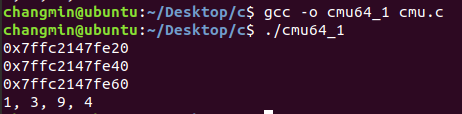 changmin@ubuntu:~/Desktop/c$ gcc -o cmu64_1 cmu.c
changmin@ubuntu:~/Desktop/c$ ./cmu64_1
0x7ffc2147fe20
0x7ffc2147fe40
0x7ffc2147fe60
1, 3, 9, 4